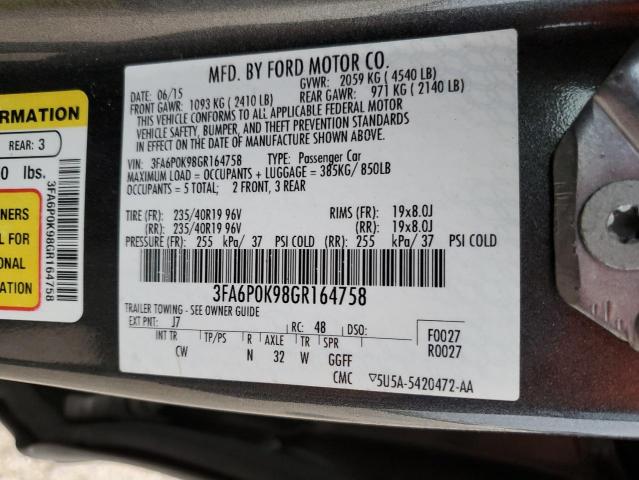 MFD. BY FORD MOTOR CO.
DATE: 06/15 GVWR: 2059 KG ( 4540 LB)
FRONT GAWR: 1093 KG ( 2410 LB) REAR GAWR: 971 KG ( 2140 LB)
THIS VEHICLE CONFORMS TO ALL APPLICABLE FEDERAL MOTOR
VEHICLE SAFETY, BUMPER, AND THEFT PREVENTION STANDARDS
IN EFFECT ON THE DATE OF MANUFACTURE SHOWN ABOVE.
VIN: 3FA6P0K98GR164758 TYPE: Passenger Car
MAXIMUM LOAD = OCCUPANTS + LUGGAGE = 385KG/ 850LB
OCCUPANTS = 5 TOTAL; 2 FRONT, 3 REAR
TIRE (FR): 235/40R19 96V RIMS (FR): 19x8.0J
(RR): 235/40R19 96V (RR): 19x8.0J
PRESSURE (FR): 255 kPa/ 37 PSI COLD (RR): 255 kPa/ 37 PSI COLD
3FA6P0K98GR164758
TRAILER TOWING - SEE OWNER GUIDE
EXT PNT: J7 RC: 48 DSO:
F0027
R0027
INT TR TP/PS R AXLE TR SPR
CW N 32 W GGFF
CMC ▽5U5A-5420472-AA
ORMATION
REAR: 3
0 lbs.
NERS
L FOR
ONAL
ATION
3FA6P0K98GR164758